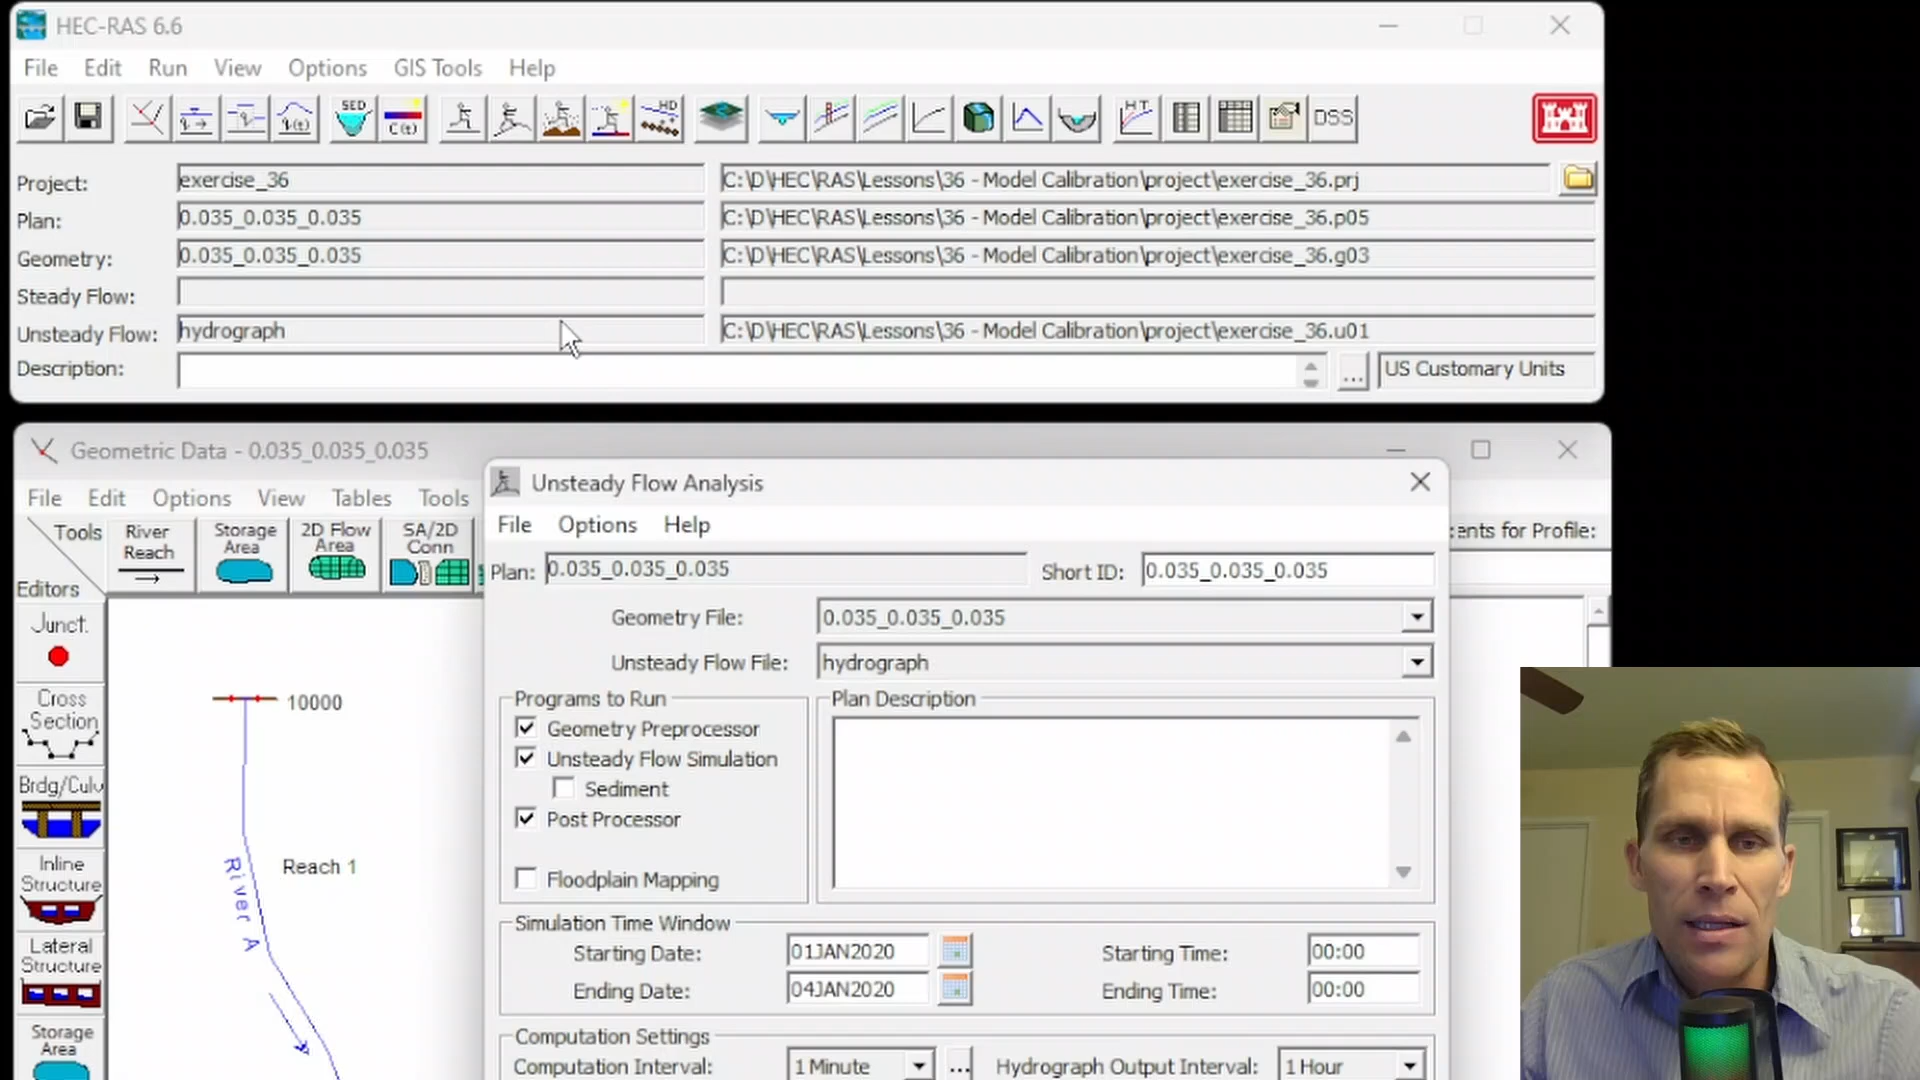 HEC-RAS 6.6
File Edit Run View Options GIS Tools Help
SED C(t) HD H T DSS
Project: exercise_36 C:\D\HEC\RAS\Lessons\36 - Model Calibration\project\exercise_36.prj
Plan: 0.035_0.035_0.035 C:\D\HEC\RAS\Lessons\36 - Model Calibration\project\exercise_36.p05
Geometry: 0.035_0.035_0.035 C:\D\HEC\RAS\Lessons\36 - Model Calibration\project\exercise_36.g03
Steady Flow:
Unsteady Flow: hydrograph C:\D\HEC\RAS\Lessons\36 - Model Calibration\project\exercise_36.u01
Description: ... US Customary Units
Geometric Data - 0.035_0.035_0.035
File Edit Options View Tables Tools
Tools
Editors
River
Reach
Storage
Area
2D Flow
Area
SA/2D
Conn
ents for Profile:
Junct.
Cross
Section
Brdg/Culv
Inline
Structure
Lateral
Structure
Storage
Area
10000
Reach 1
River A
Unsteady Flow Analysis
File Options Help
Plan: 0.035_0.035_0.035 Short ID: 0.035_0.035_0.035
Geometry File: 0.035_0.035_0.035
Unsteady Flow File: hydrograph
Programs to Run
Geometry Preprocessor
Unsteady Flow Simulation
Sediment
Post Processor
Floodplain Mapping
Plan Description
Simulation Time Window
Starting Date: 01JAN2020 Starting Time: 00:00
Ending Date: 04JAN2020 Ending Time: 00:00
Computation Settings
Computation Interval: 1 Minute ... Hydrograph Output Interval: 1 Hour